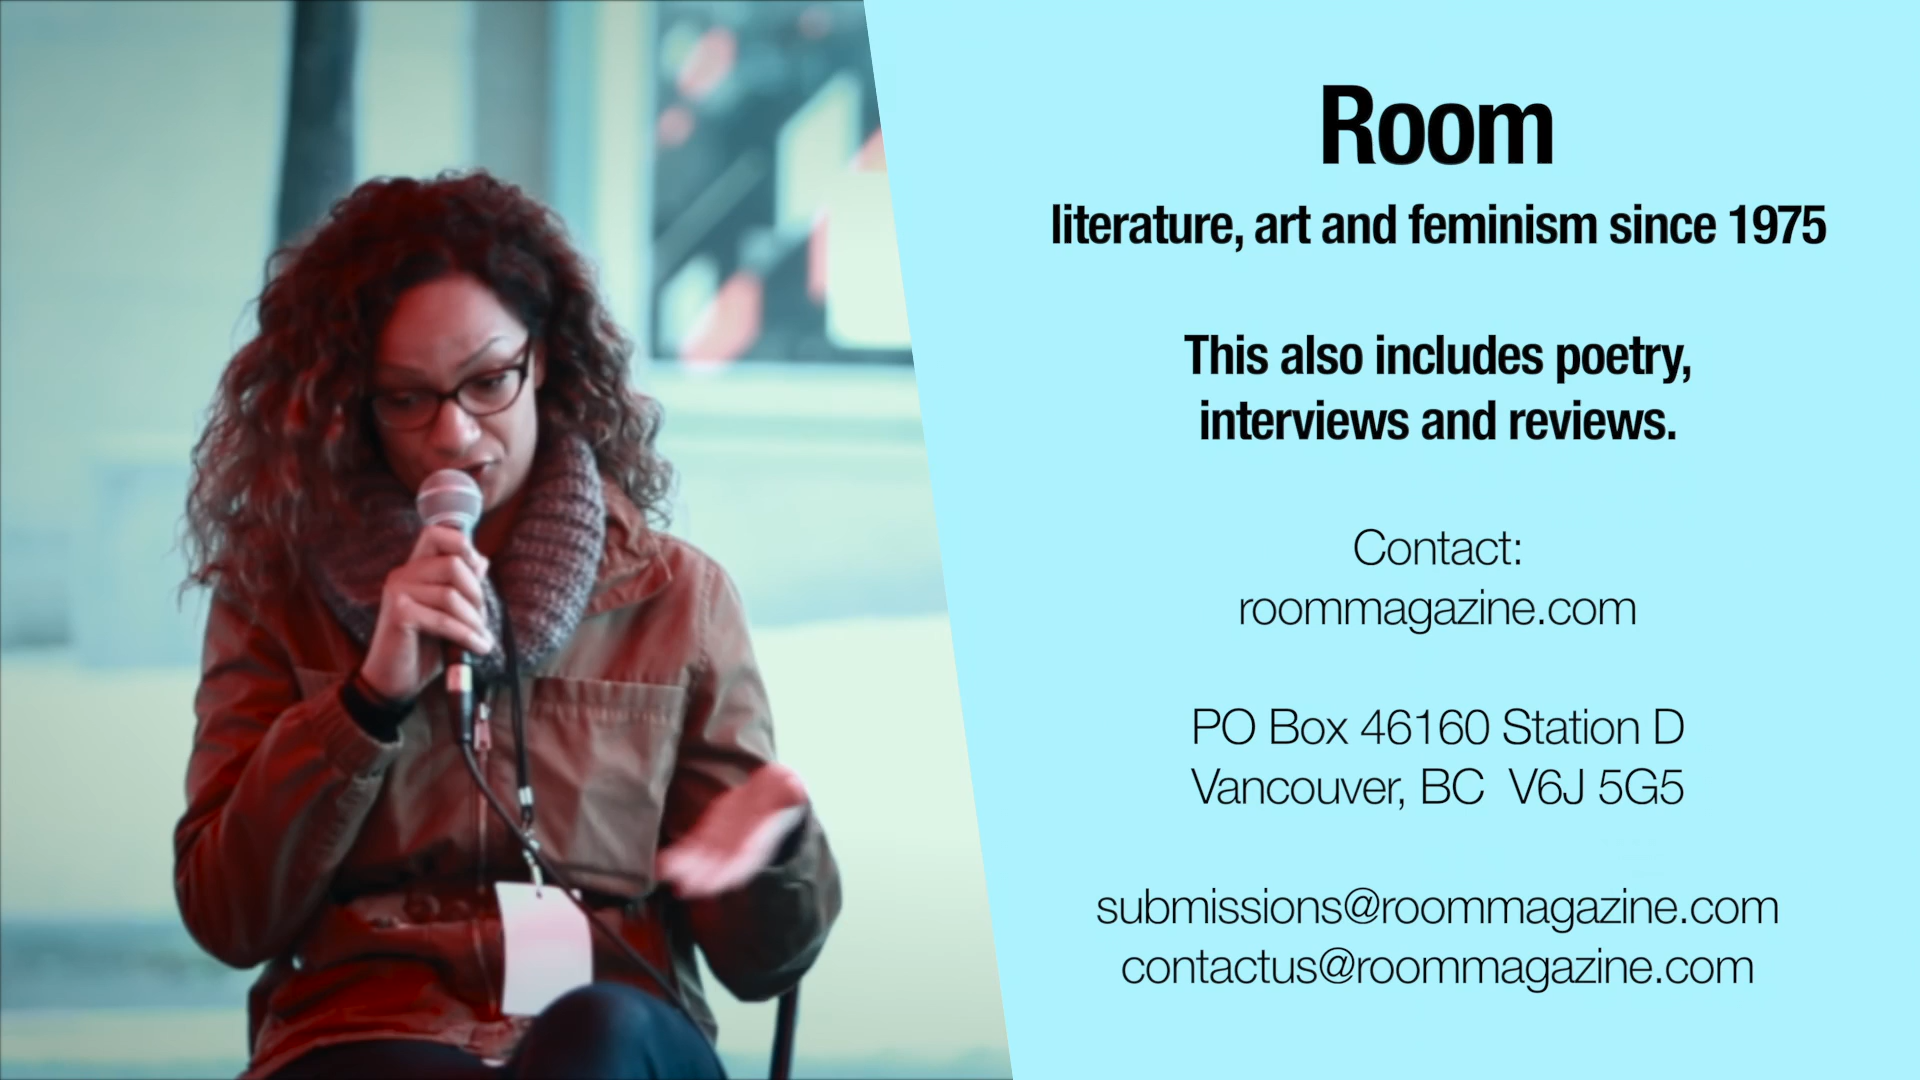 Room
literature, art and feminism since 1975
This also includes poetry,
interviews and reviews.
Contact:
roommagazine.com
PO Box 46160 Station D
Vancouver, BC  V6J 5G5
submissions@roommagazine.com
contactus@roommagazine.com